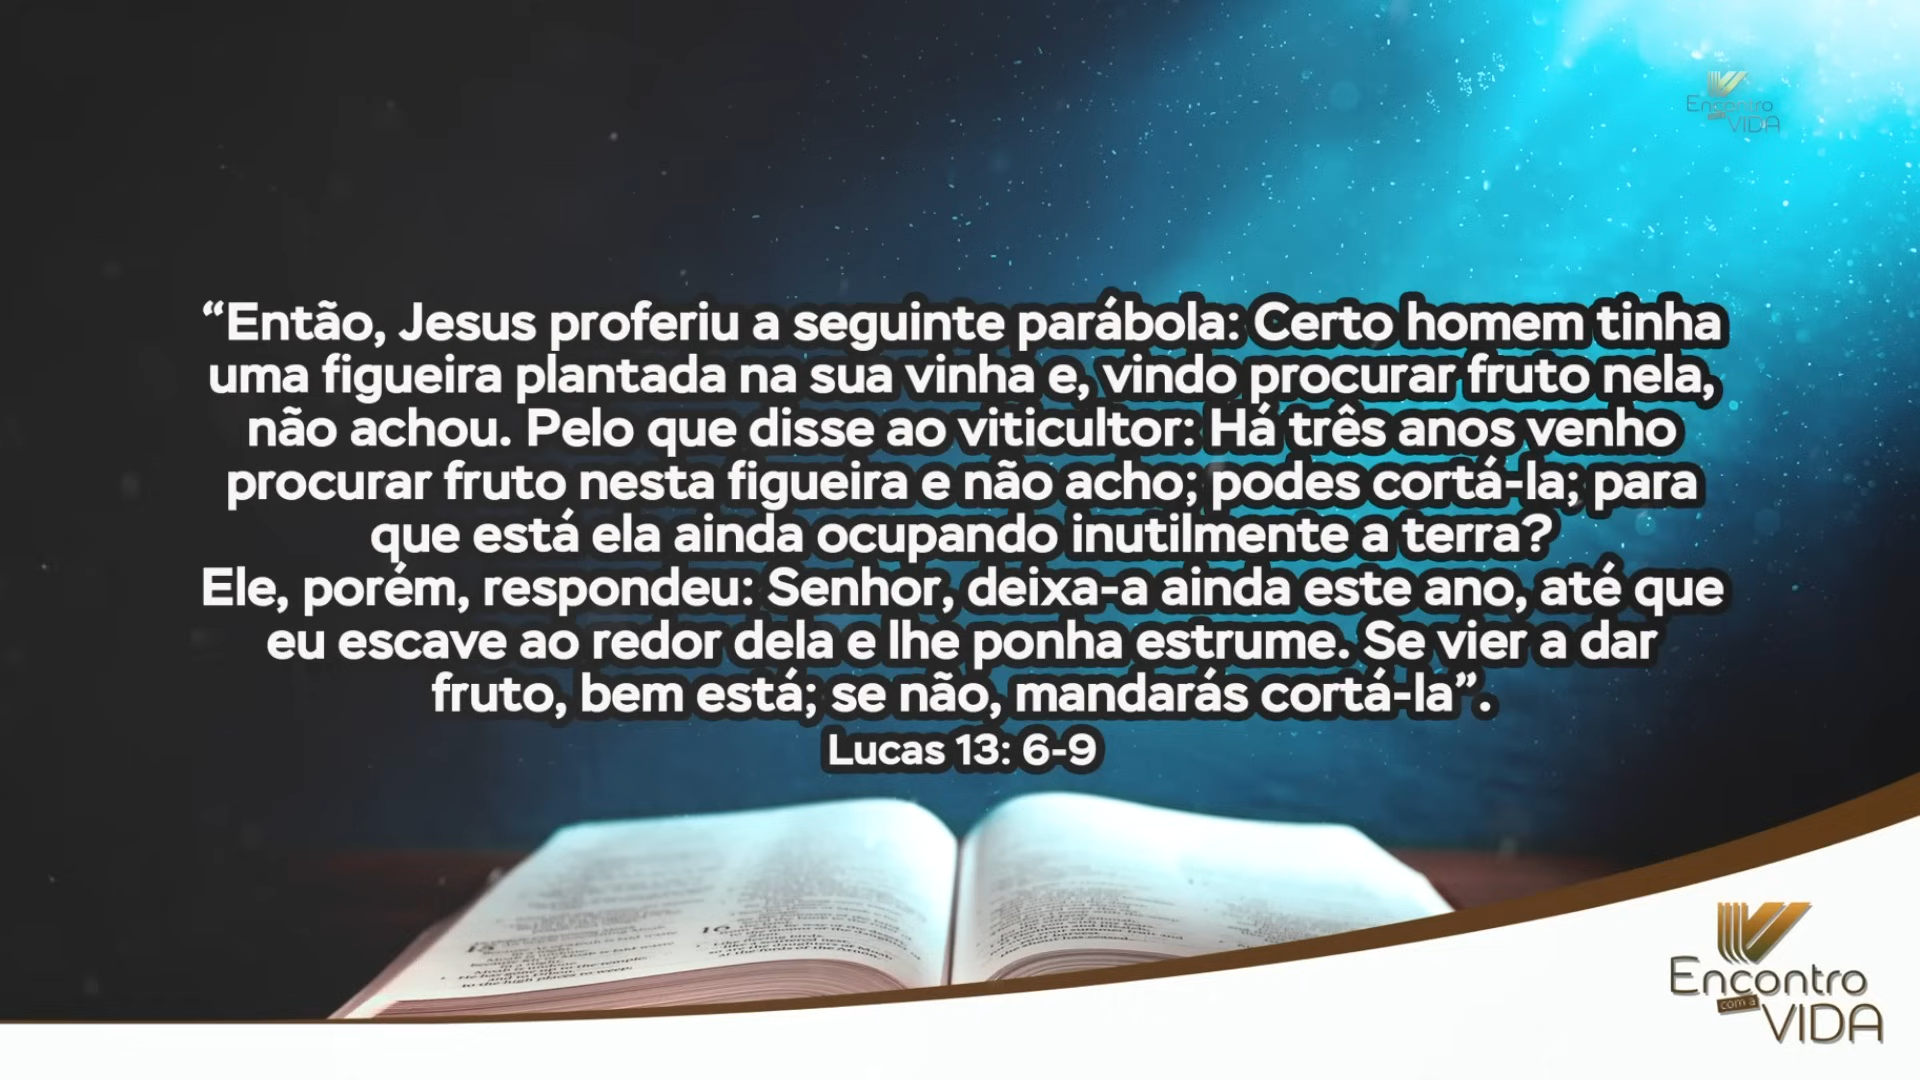 Encontro
VIDA
“Então, Jesus proferiu a seguinte parábola: Certo homem tinha
uma figueira plantada na sua vinha e, vindo procurar fruto nela,
não achou. Pelo que disse ao viticultor: Há três anos venho
procurar fruto nesta figueira e não acho; podes cortá-la; para
que está ela ainda ocupando inutilmente a terra?
Ele, porém, respondeu: Senhor, deixa-a ainda este ano, até que
eu escave ao redor dela e lhe ponha estrume. Se vier a dar
fruto, bem está; se não, mandarás cortá-la”.
Lucas 13: 6-9
Encontro
com a
VIDA